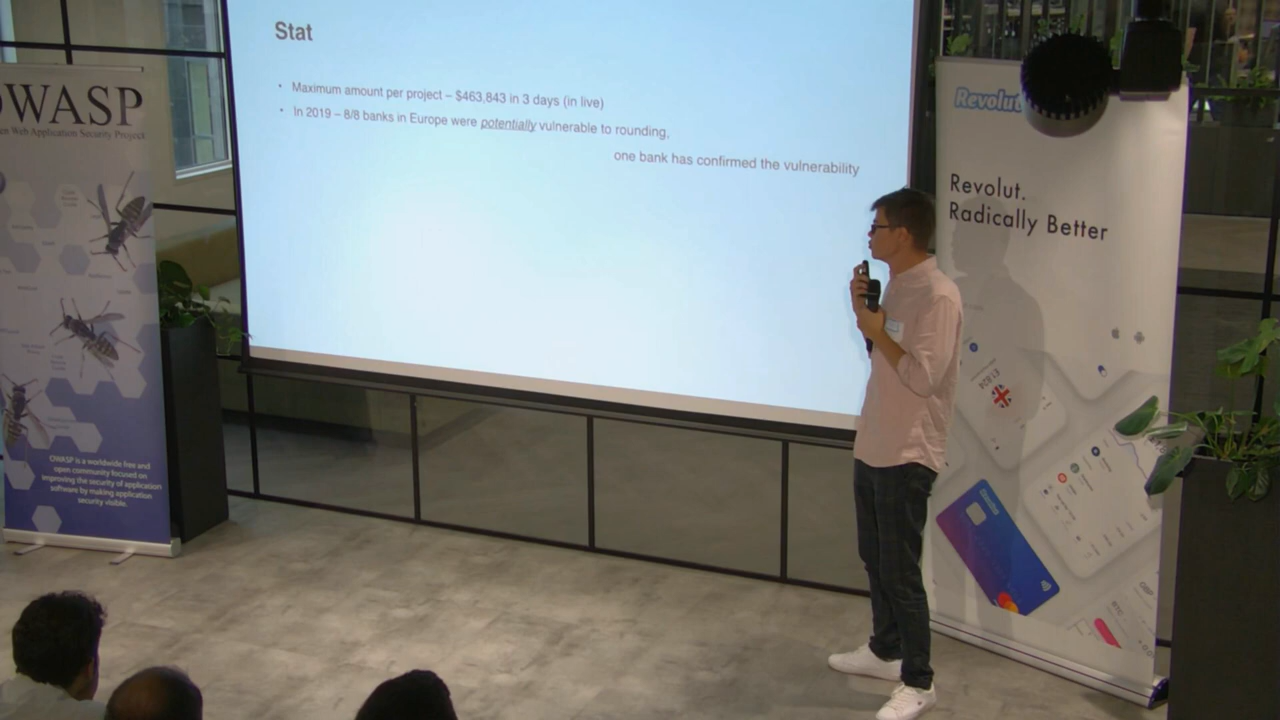 Stat
• Maximum amount per project – $463,843 in 3 days (in live)
• In 2019 – 8/8 banks in Europe were potentially vulnerable to rounding,
one bank has confirmed the vulnerability
OWASP
Web Application Security Project
OWASP is a worldwide free and
open community focused on
improving the security of application
software by making application
security visible.
Revolut
Revolut.
Radically Better